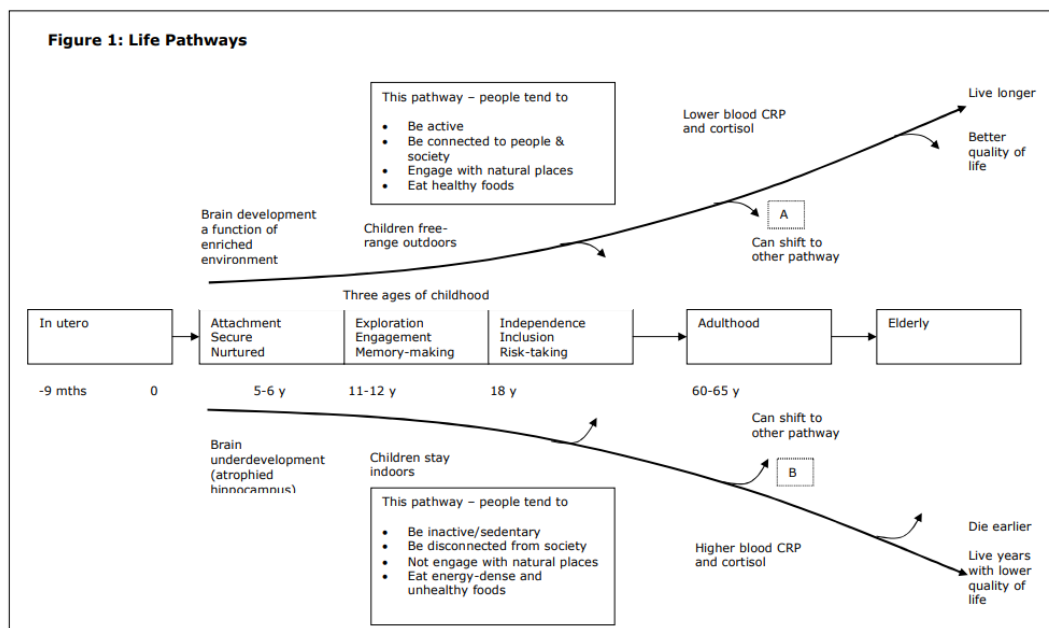 Figure 1: Life Pathways
This pathway – people tend to
• Be active
• Be connected to people &
society
• Engage with natural places
• Eat healthy foods
Lower blood CRP
and cortisol
Live longer
Better
quality of
life
Brain development
a function of
enriched
environment
Children free-
range outdoors
A
Can shift to
other pathway
Three ages of childhood
In utero
Attachment
Secure
Nurtured
Exploration
Engagement
Memory-making
Independence
Inclusion
Risk-taking
Adulthood
Elderly
-9 mths
0
5-6 y
11-12 y
18 y
60-65 y
Can shift to
other pathway
B
Brain
underdevelopment
(atrophied
hippocampus)
Children stay
indoors
This pathway – people tend to
• Be inactive/sedentary
• Be disconnected from society
• Not engage with natural places
• Eat energy-dense and
unhealthy foods
Higher blood CRP
and cortisol
Die earlier
Live years
with lower
quality of
life